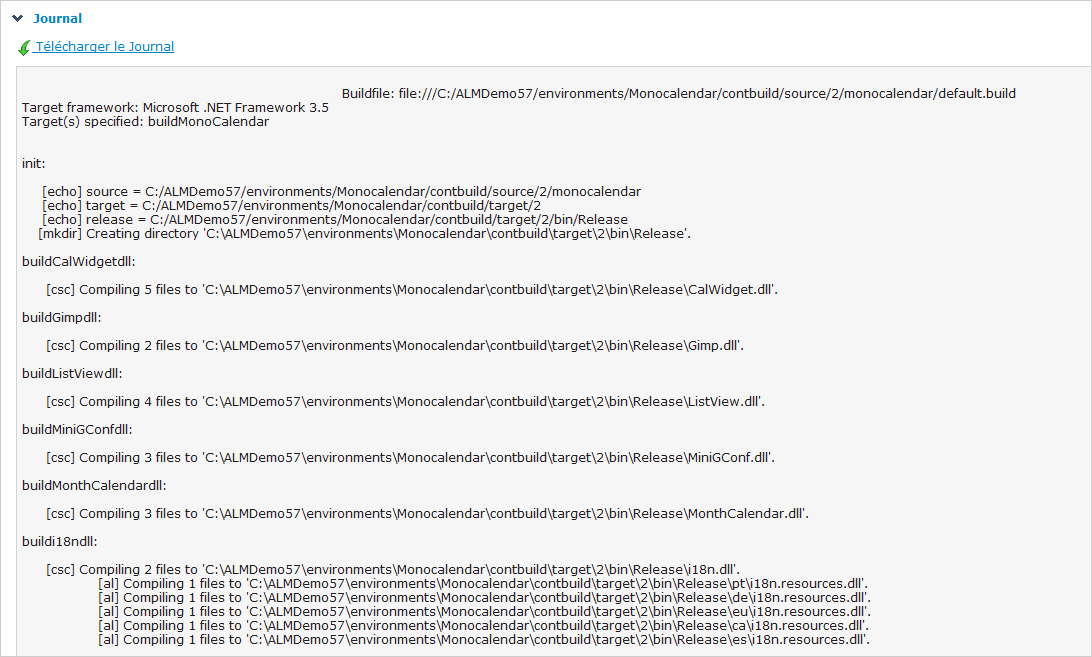 Journal
Télécharger le Journal
Buildfile: file:///C:/ALMDemo57/environments/Monocalendar/contbuild/source/2/monocalendar/default.build
Target framework: Microsoft .NET Framework 3.5
Target(s) specified: buildMonoCalendar
init:
[echo] source = C:/ALMDemo57/environments/Monocalendar/contbuild/source/2/monocalendar
[echo] target = C:/ALMDemo57/environments/Monocalendar/contbuild/target/2
[echo] release = C:/ALMDemo57/environments/Monocalendar/contbuild/target/2/bin/Release
[mkdir] Creating directory 'C:\ALMDemo57\environments\Monocalendar\contbuild\target\2\bin\Release'.
buildCalWidgetdll:
[csc] Compiling 5 files to 'C:\ALMDemo57\environments\Monocalendar\contbuild\target\2\bin\Release\CalWidget.dll'.
buildGimpdll:
[csc] Compiling 2 files to 'C:\ALMDemo57\environments\Monocalendar\contbuild\target\2\bin\Release\Gimp.dll'.
buildListViewdll:
[csc] Compiling 4 files to 'C:\ALMDemo57\environments\Monocalendar\contbuild\target\2\bin\Release\ListView.dll'.
buildMiniGConfdll:
[csc] Compiling 3 files to 'C:\ALMDemo57\environments\Monocalendar\contbuild\target\2\bin\Release\MiniGConf.dll'.
buildMonthCalendardll:
[csc] Compiling 3 files to 'C:\ALMDemo57\environments\Monocalendar\contbuild\target\2\bin\Release\MonthCalendar.dll'.
buildi18ndll:
[csc] Compiling 2 files to 'C:\ALMDemo57\environments\Monocalendar\contbuild\target\2\bin\Release\i18n.dll'.
[al] Compiling 1 files to 'C:\ALMDemo57\environments\Monocalendar\contbuild\target\2\bin\Release\pt\i18n.resources.dll'.
[al] Compiling 1 files to 'C:\ALMDemo57\environments\Monocalendar\contbuild\target\2\bin\Release\de\i18n.resources.dll'.
[al] Compiling 1 files to 'C:\ALMDemo57\environments\Monocalendar\contbuild\target\2\bin\Release\eu\i18n.resources.dll'.
[al] Compiling 1 files to 'C:\ALMDemo57\environments\Monocalendar\contbuild\target\2\bin\Release\ca\i18n.resources.dll'.
[al] Compiling 1 files to 'C:\ALMDemo57\environments\Monocalendar\contbuild\target\2\bin\Release\es\i18n.resources.dll'.